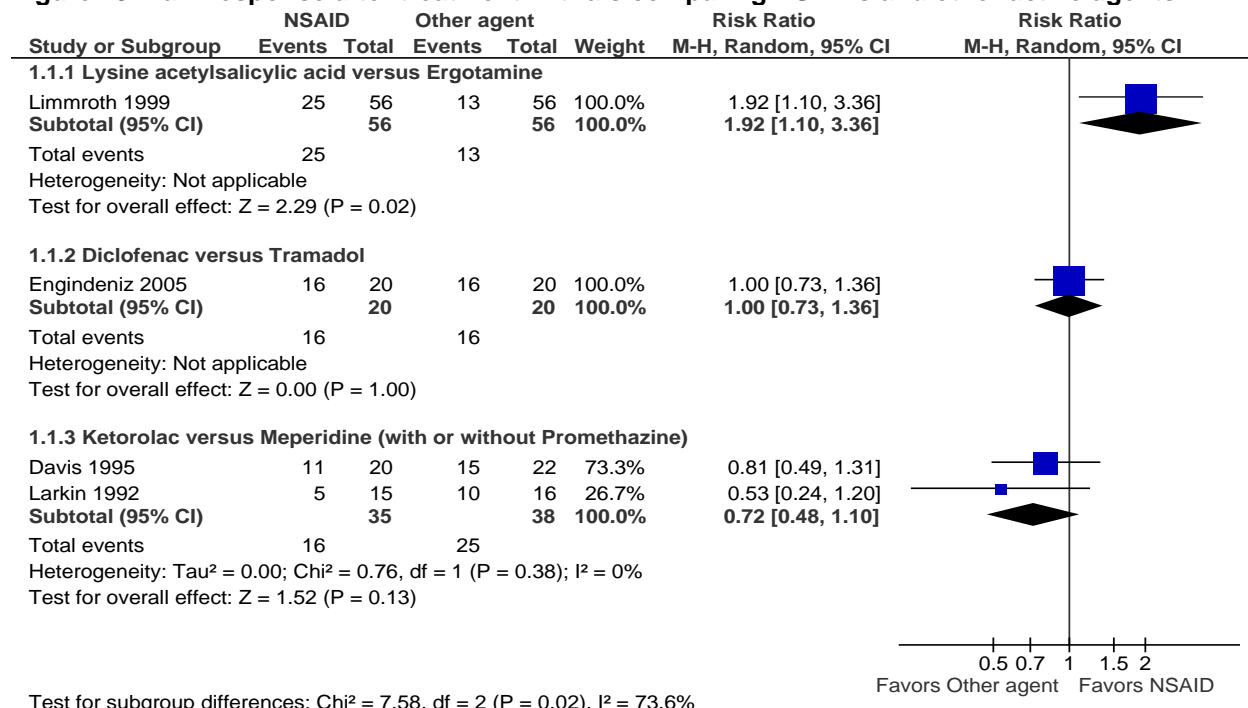 NSAID Other agent Risk Ratio Risk Ratio
Study or Subgroup Events Total Events Total Weight M-H, Random, 95% CI M-H, Random, 95% CI
1.1.1 Lysine acetylsalicylic acid versus Ergotamine
Limmroth 1999 25 56 13 56 100.0% 1.92 [1.10, 3.36]
Subtotal (95% CI) 56 56 100.0% 1.92 [1.10, 3.36]
Total events 25 13
Heterogeneity: Not applicable
Test for overall effect: Z = 2.29 (P = 0.02)
1.1.2 Diclofenac versus Tramadol
Engindeniz 2005 16 20 16 20 100.0% 1.00 [0.73, 1.36]
Subtotal (95% CI) 20 20 100.0% 1.00 [0.73, 1.36]
Total events 16 16
Heterogeneity: Not applicable
Test for overall effect: Z = 0.00 (P = 1.00)
1.1.3 Ketorolac versus Meperidine (with or without Promethazine)
Davis 1995 11 20 15 22 73.3% 0.81 [0.49, 1.31]
Larkin 1992 5 15 10 16 26.7% 0.53 [0.24, 1.20]
Subtotal (95% CI) 35 38 100.0% 0.72 [0.48, 1.10]
Total events 16 25
Heterogeneity: Tau² = 0.00; Chi² = 0.76, df = 1 (P = 0.38); I² = 0%
Test for overall effect: Z = 1.52 (P = 0.13)
0.5 0.7 1 1.5 2
Favors Other agent Favors NSAID
Test for subgroup differences: Chi² = 7.58, df = 2 (P = 0.02), I² = 73.6%